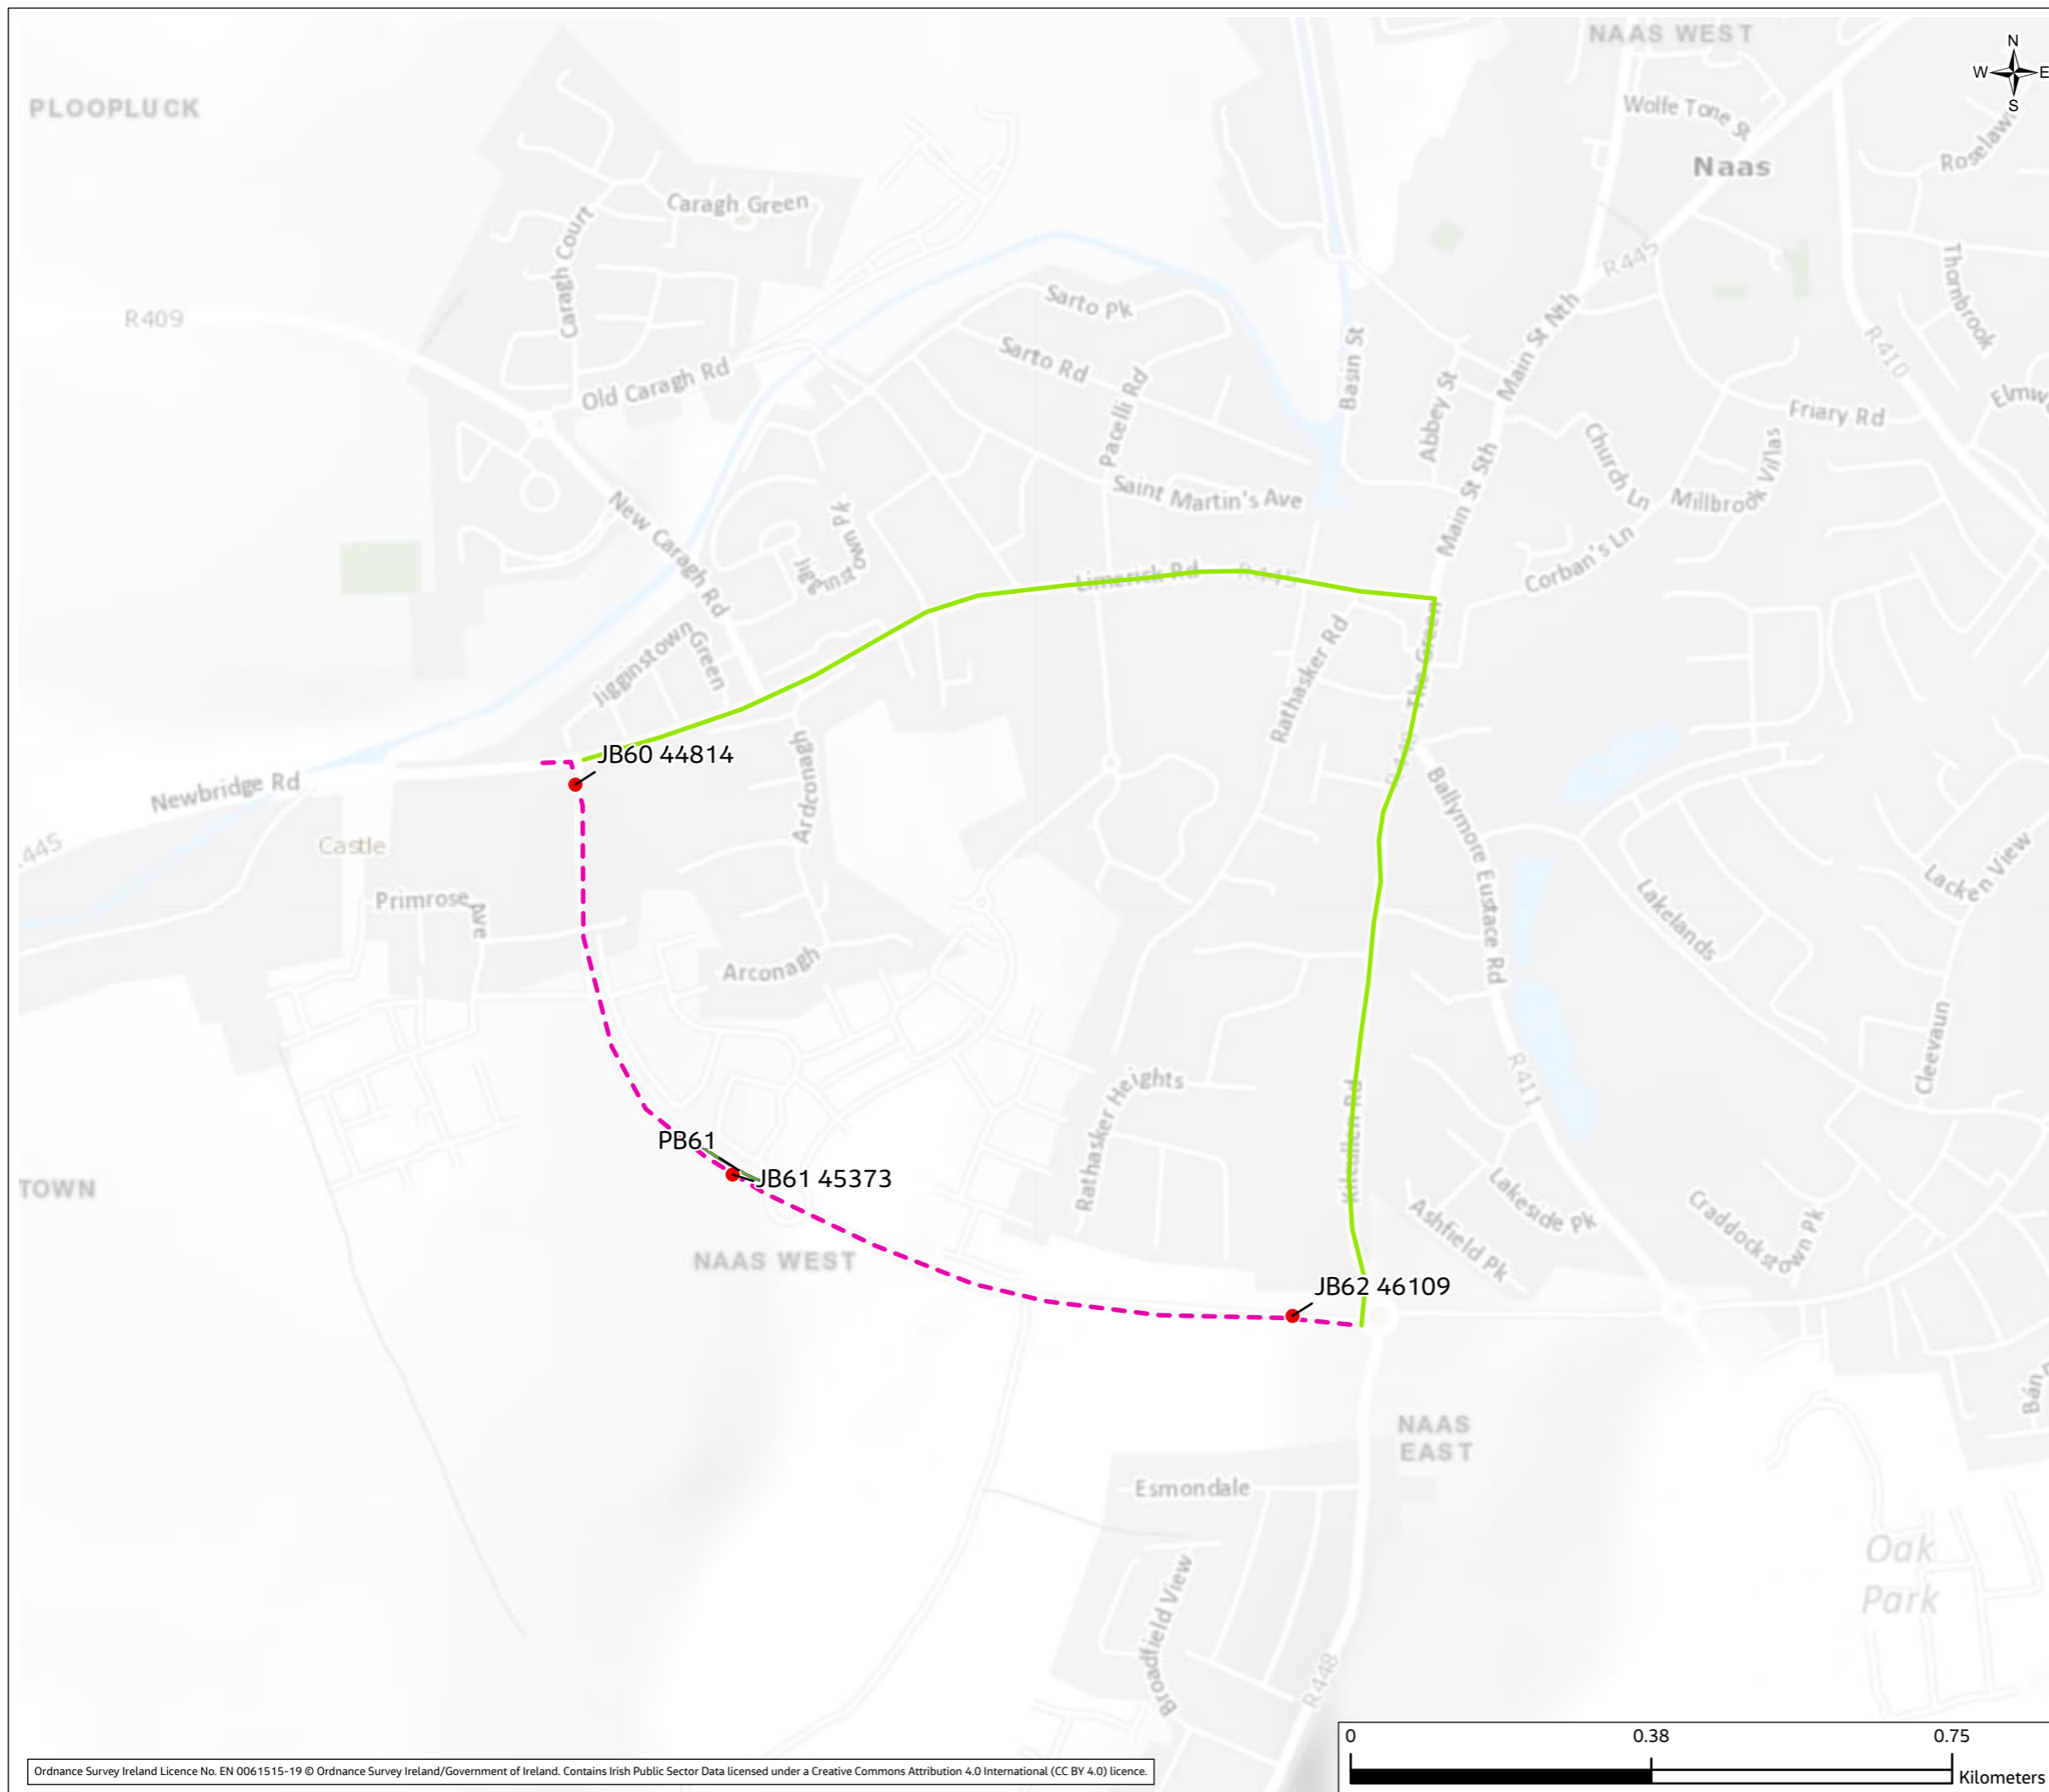 NAAS WEST
N
W
E
S
PLOOPLUCK
Wolfe Tone St
Naas
Caragh Green
Caragh Court
R409
Old Caragh Rd
Sarto Pk
Sarto Rd
Pacelli Rd
Basin St
Abbey St
Main St Nth
R445
Thornbrook
R410
Friary Rd
Church Ln
Millbrook Villas
Saint Martin's Ave
Main St Sth
Corban's Ln
New Caragh Rd
Limerick Rd
R445
Rathasker Rd
The Green
Jigginstown
Green
JB60 44814
Newbridge Rd
Castle
Ardconagh
Ballymore Eustace Rd
Primrose
Lakelands
Lacken View
Arconagh
Cleevaun
R411
Rathasker Heights
PB61
JB61 45373
TOWN
Lakeside Pk
Ashfield Pk
Craddockstown Pk
NAAS WEST
JB62 46109
NAAS
EAST
Esmondale
Broadfield View
R448
Oak
Park
0
0.38
0.75
Kilometers
Ordnance Survey Ireland Licence No. EN 0061515-19 © Ordnance Survey Ireland/Government of Ireland. Contains Irish Public Sector Data licensed under a Creative Commons Attribution 4.0 International (CC BY 4.0) licence.